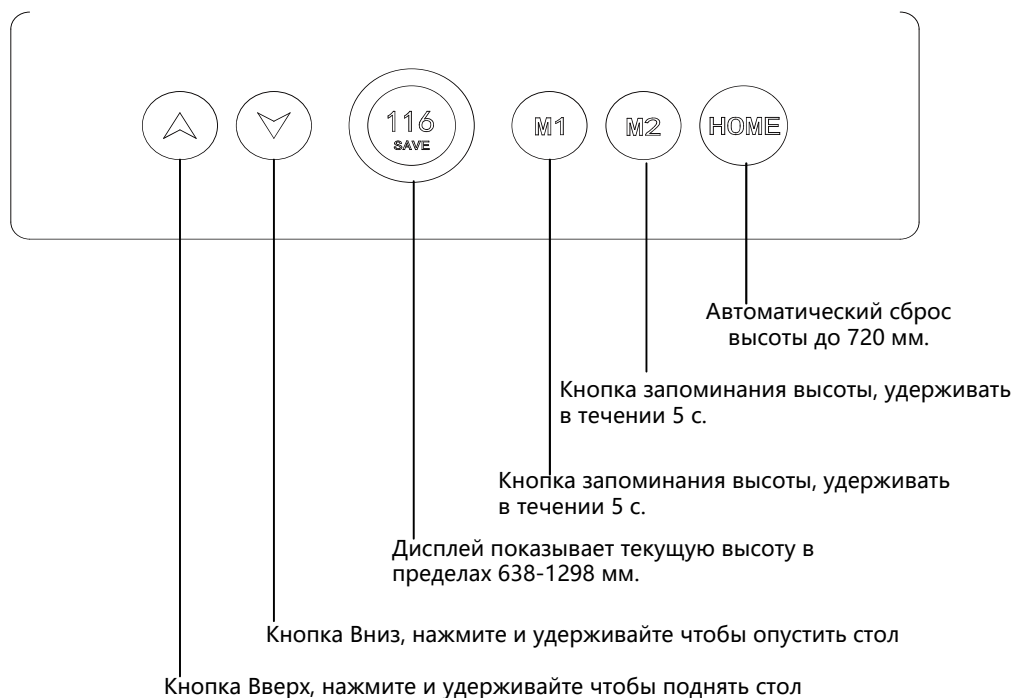 116
SAVE
M1
M2
HOME
Автоматический сброс
высоты до 720 мм.
Кнопка запоминания высоты, удерживать
в течении 5 с.
Кнопка запоминания высоты, удерживать
в течении 5 с.
Дисплей показывает текущую высоту в
пределах 638-1298 мм.
Кнопка Вниз, нажмите и удерживайте чтобы опустить стол
Кнопка Вверх, нажмите и удерживайте чтобы поднять стол